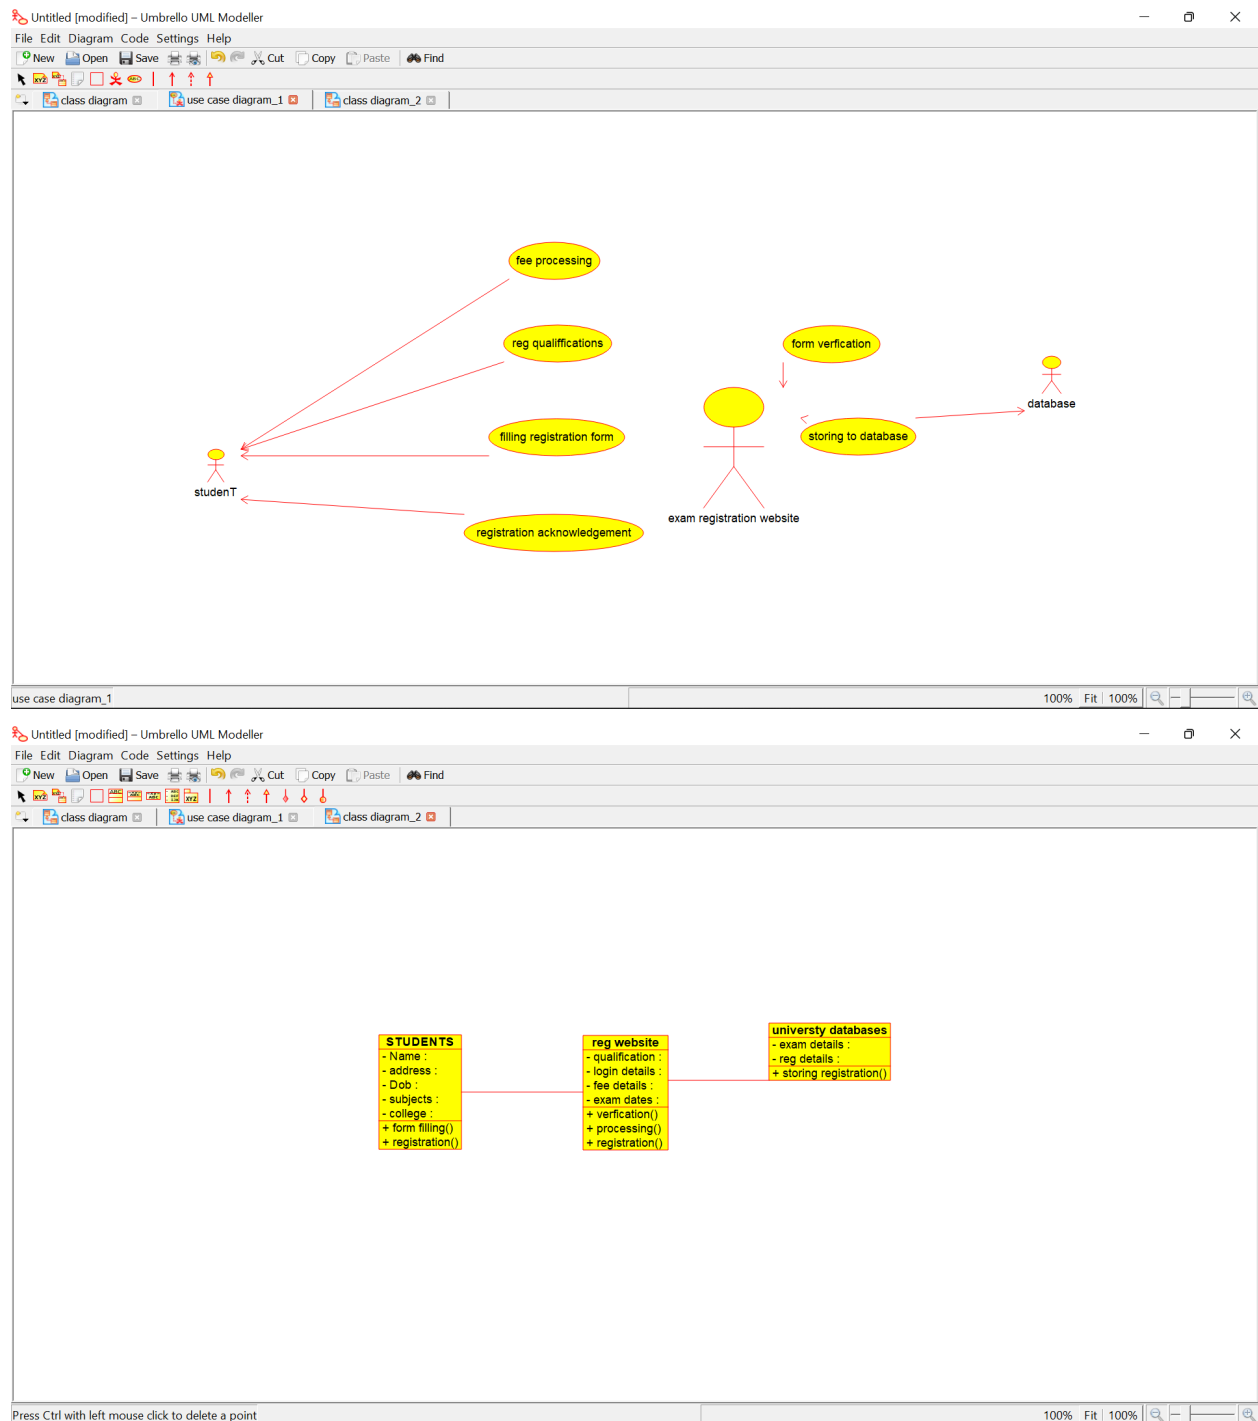 Untitled [modified] – Umbrello UML Modeller
File Edit Diagram Code Settings Help
New Open Save Cut Copy Paste Find
class diagram use case diagram_1 class diagram_2
fee processing
reg qualiffications
form verfication
database
filling registration form
storing to database
studenT
exam registration website
registration acknowledgement
use case diagram_1 100% Fit 100%
Untitled [modified] – Umbrello UML Modeller
File Edit Diagram Code Settings Help
New Open Save Cut Copy Paste Find
class diagram use case diagram_1 class diagram_2
STUDENTS
- Name :
- address :
- Dob :
- subjects :
- college :
+ form filling()
+ registration()
reg website
- qualification :
- login details :
- fee details :
- exam dates :
+ verfication()
+ processing()
+ registration()
universty databases
- exam details :
- reg details :
+ storing registration()
Press Ctrl with left mouse click to delete a point 100% Fit 100%